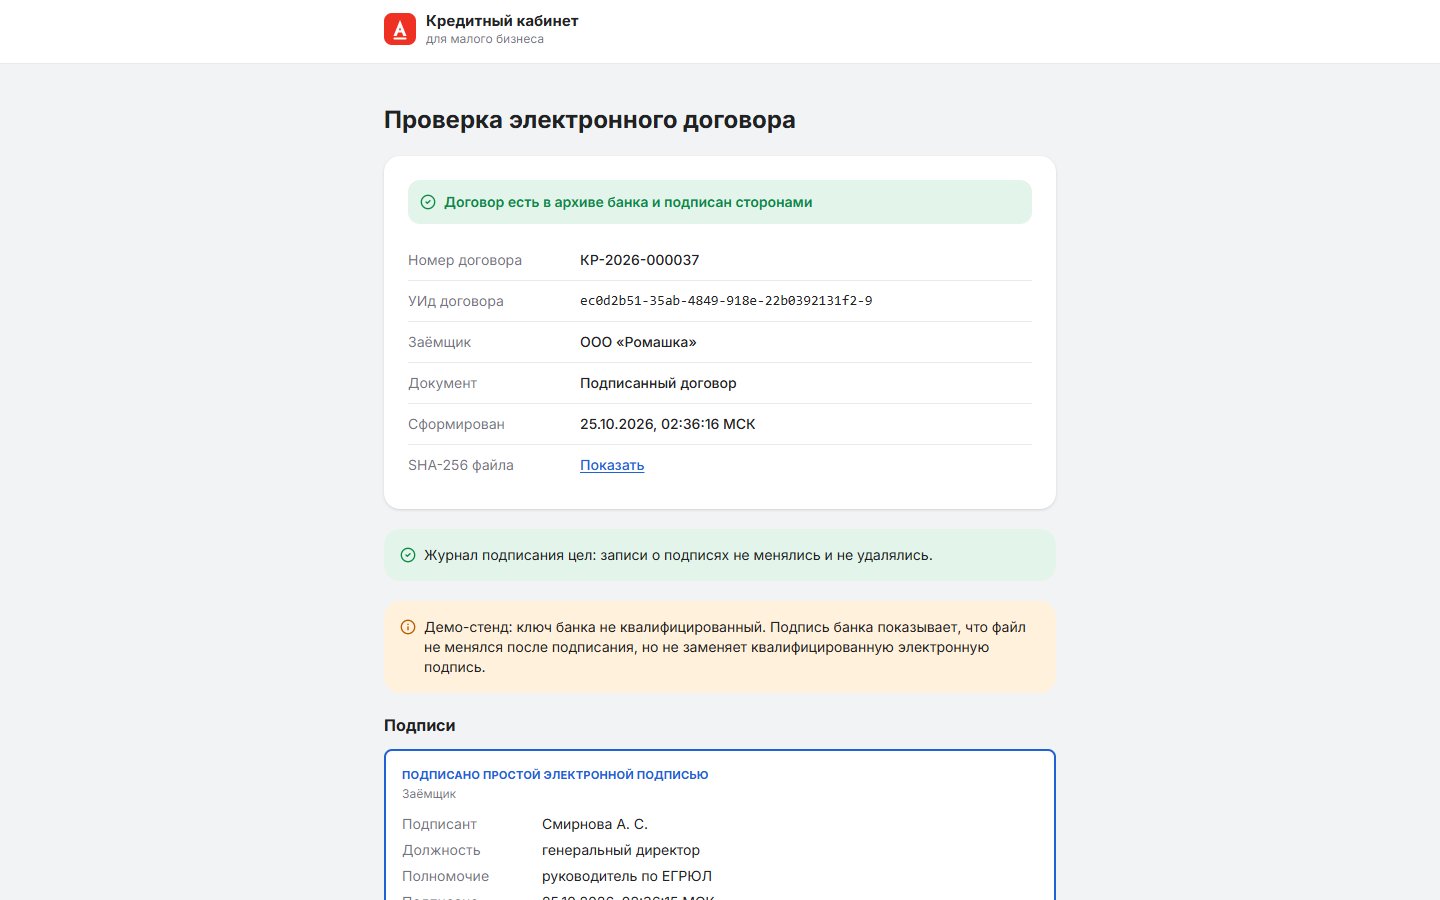 Кредитный кабинет
для малого бизнеса
Проверка электронного договора
Договор есть в архиве банка и подписан сторонами
Номер договора КР-2026-000037
УИд договора ec0d2b51-35ab-4849-918e-22b0392131f2-9
Заёмщик ООО «Ромашка»
Документ Подписанный договор
Сформирован 25.10.2026, 02:36:16 МСК
SHA-256 файла Показать
Журнал подписания цел: записи о подписях не менялись и не удалялись.
Демо-стенд: ключ банка не квалифицированный. Подпись банка показывает, что файл
не менялся после подписания, но не заменяет квалифицированную электронную
подпись.
Подписи
ПОДПИСАНО ПРОСТОЙ ЭЛЕКТРОННОЙ ПОДПИСЬЮ
Заёмщик
Подписант Смирнова А. С.
Должность генеральный директор
Полномочие руководитель по ЕГРЮЛ